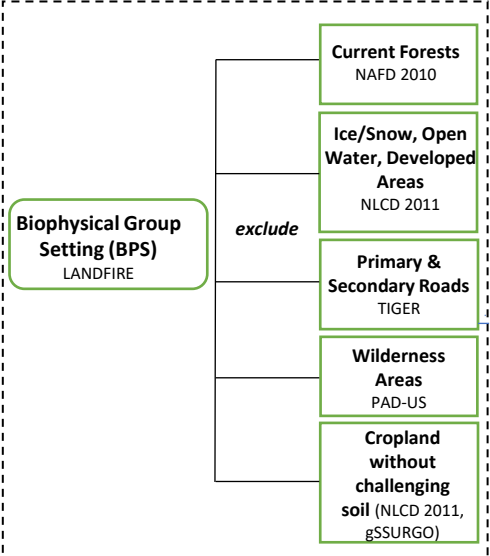 Current Forests
NAFD 2010
Ice/Snow, Open
Water, Developed
Areas
NLCD 2011
Biophysical Group
Setting (BPS)
LANDFIRE
exclude
Primary &
Secondary Roads
TIGER
Wilderness
Areas
PAD-US
Cropland
without
challenging
soil (NLCD 2011,
gSSURGO)